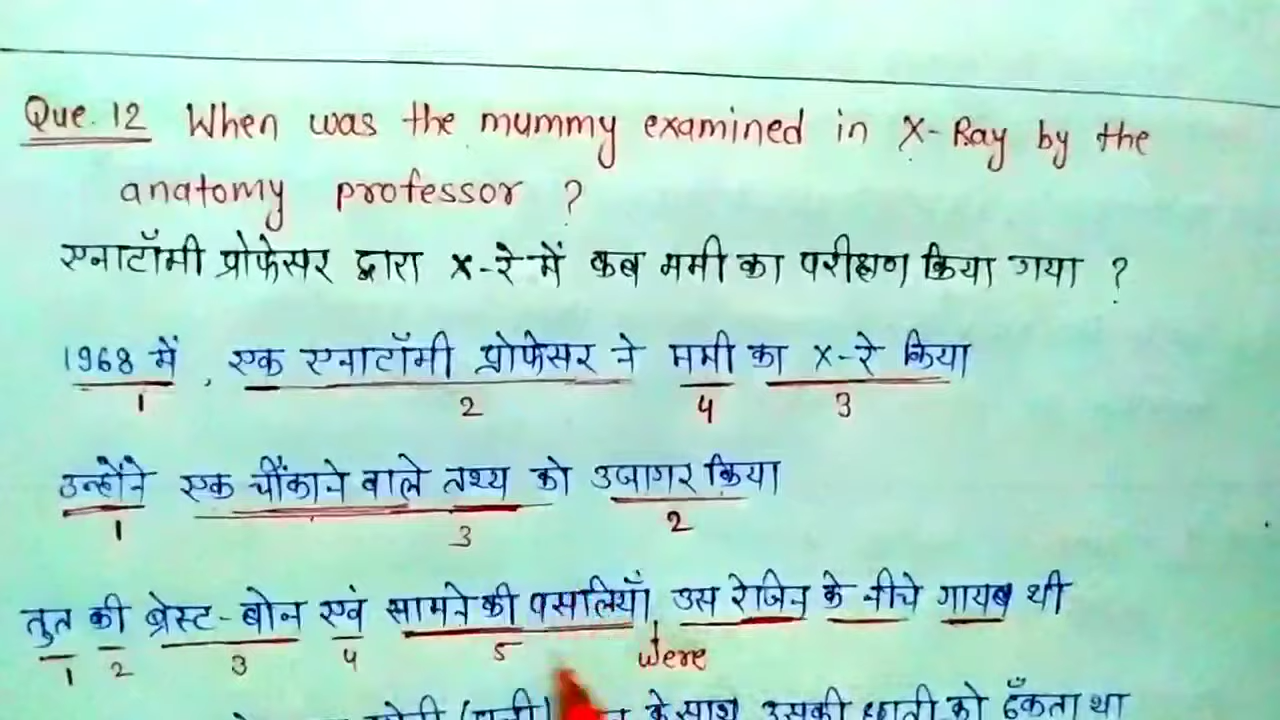 Que. 12 When was the mummy examined in X-Ray by the
anatomy professor ?
एनाटॉमी प्रोफेसर द्वारा X-रे में कब ममी का परीक्षण किया गया ?
1968 में , एक एनाटॉमी प्रोफेसर ने ममी का X-रे किया
1 2 4 3
उन्होंने एक चौंकाने वाले तथ्य को उजागर किया
1 3 2
तुत की ब्रेस्ट-बोन एवं सामने की पसलियाँ, उस रेजिन के नीचे गायब थी
1 2 3 4 5 were
के साथ उसकी छाती को ढँकता था